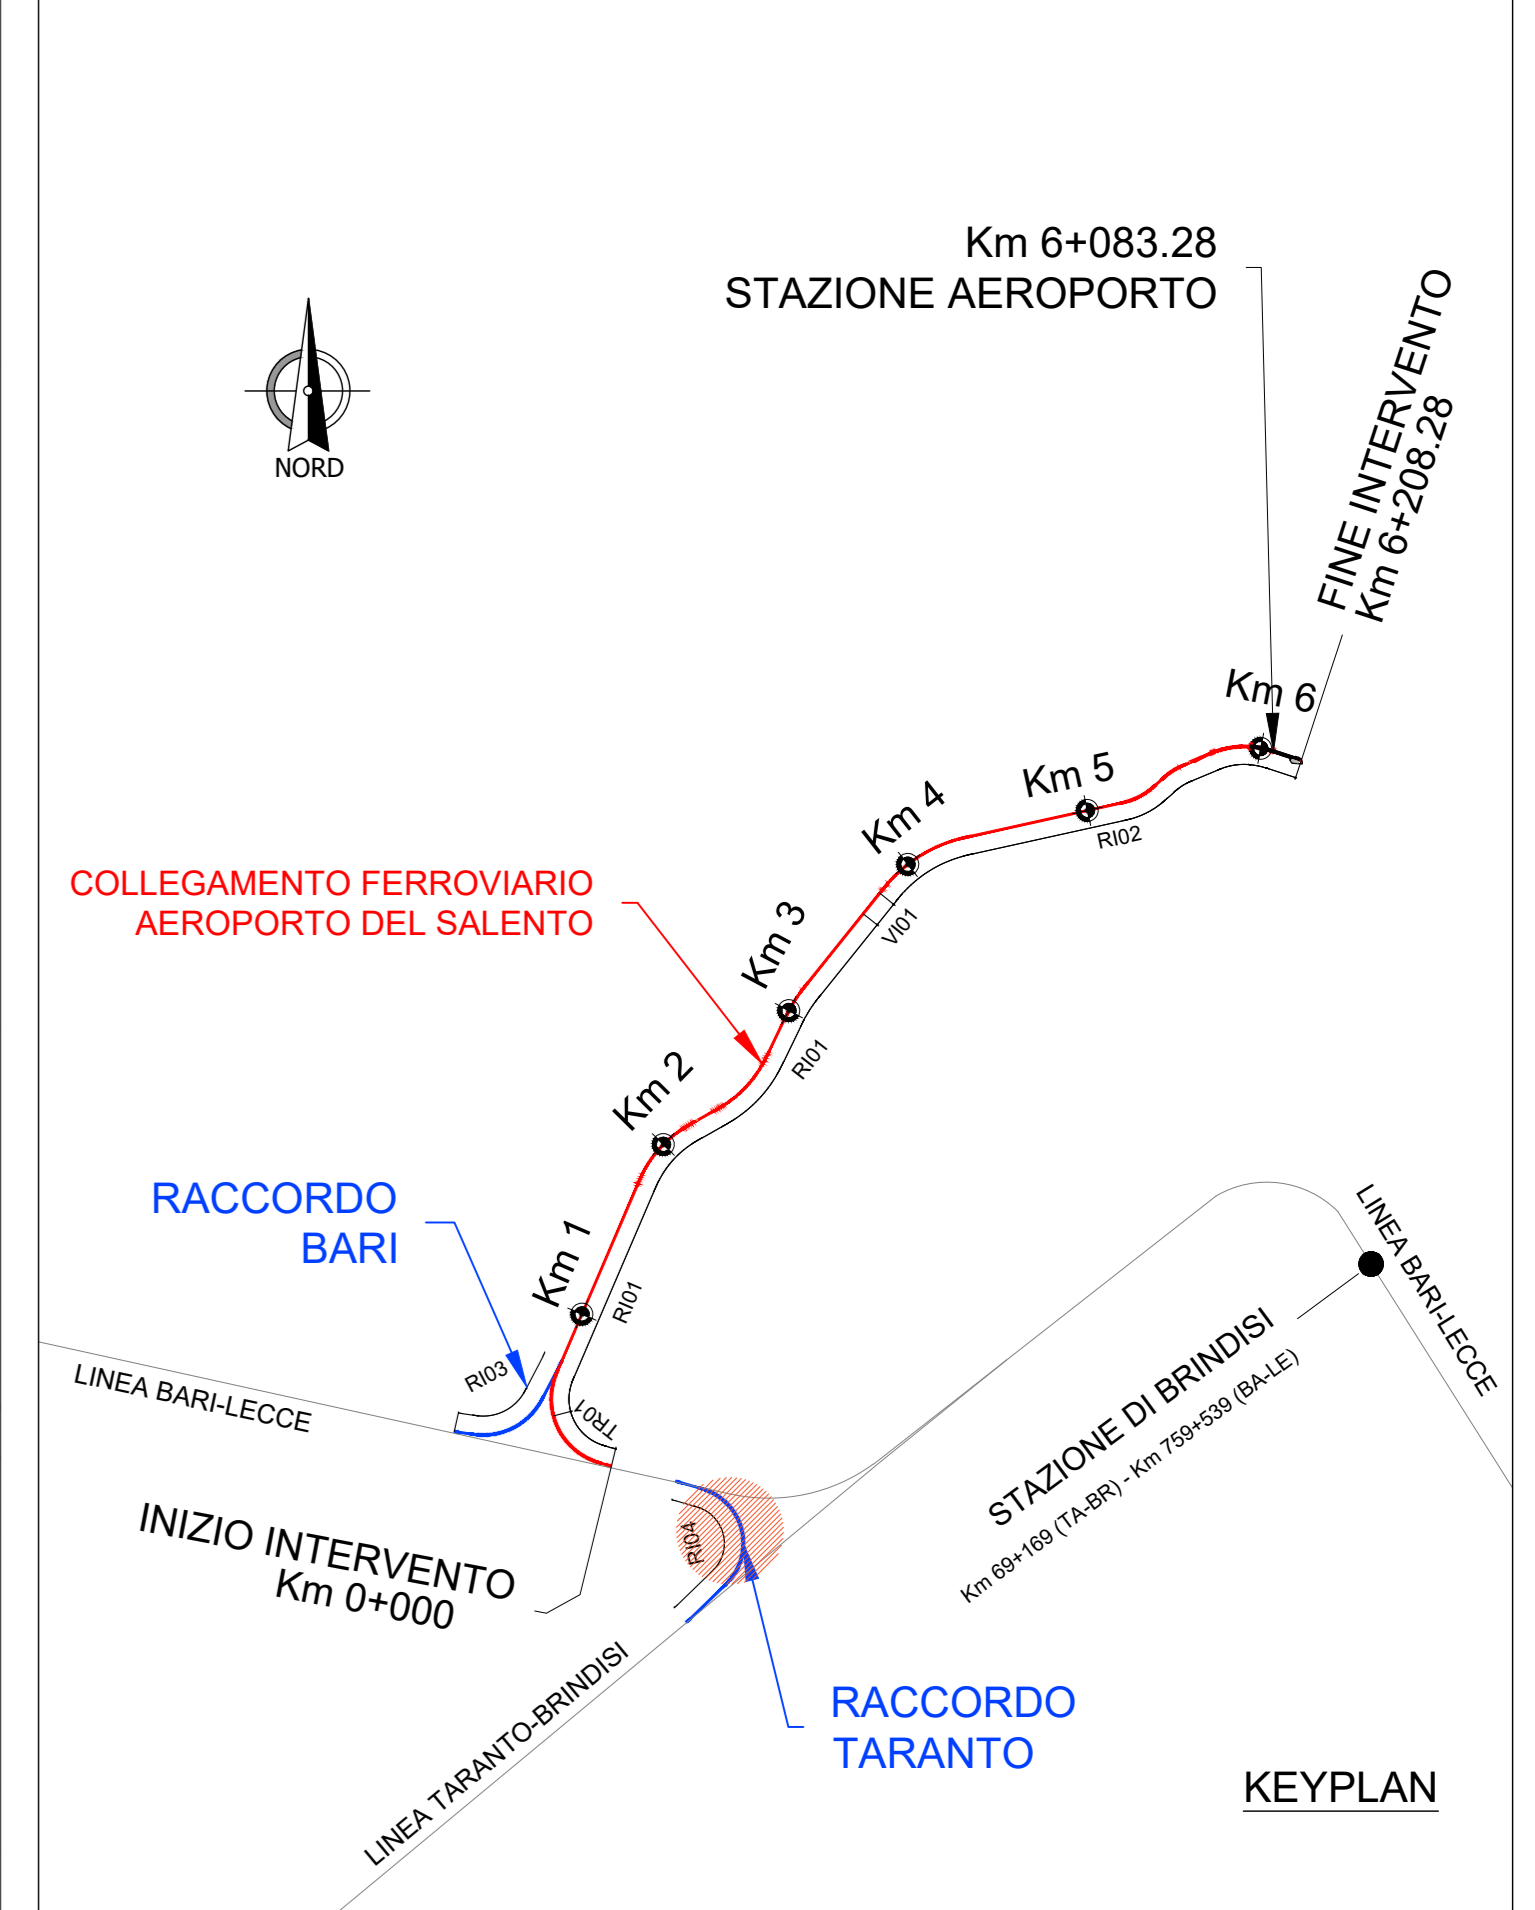 Km 6+083.28
STAZIONE AEROPORTO
FINE INTERVENTO
Km 6+208.28
NORD
Km 6
Km 5
RI02
Km 4
VI01
COLLEGAMENTO FERROVIARIO
AEROPORTO DEL SALENTO
Km 3
RI01
Km 2
RACCORDO
BARI
Km 1
RI01
LINEA BARI-LECCE
RI03
LINEA BARI-LECCE
TR01
STAZIONE DI BRINDISI
Km 69+169 (TA-BR) - Km 759+539 (BA-LE)
INIZIO INTERVENTO
Km 0+000
RI04
LINEA TARANTO-BRINDISI
RACCORDO
TARANTO
KEYPLAN